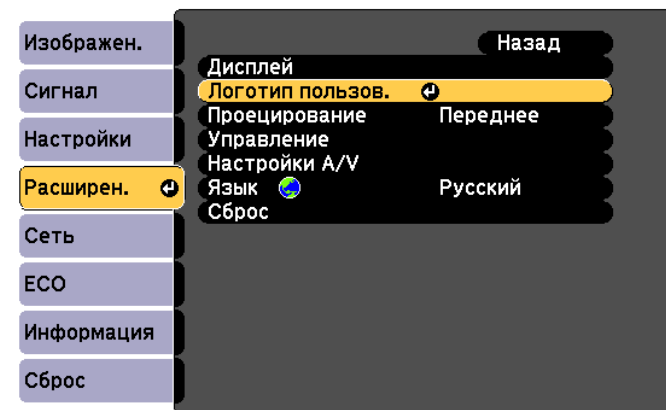 Изображен.
Сигнал
Настройки
Расширен.
Сеть
ECO
Информация
Сброс
Назад
Дисплей
Логотип пользов.
Проецирование Переднее
Управление
Настройки A/V
Язык Русский
Сброс